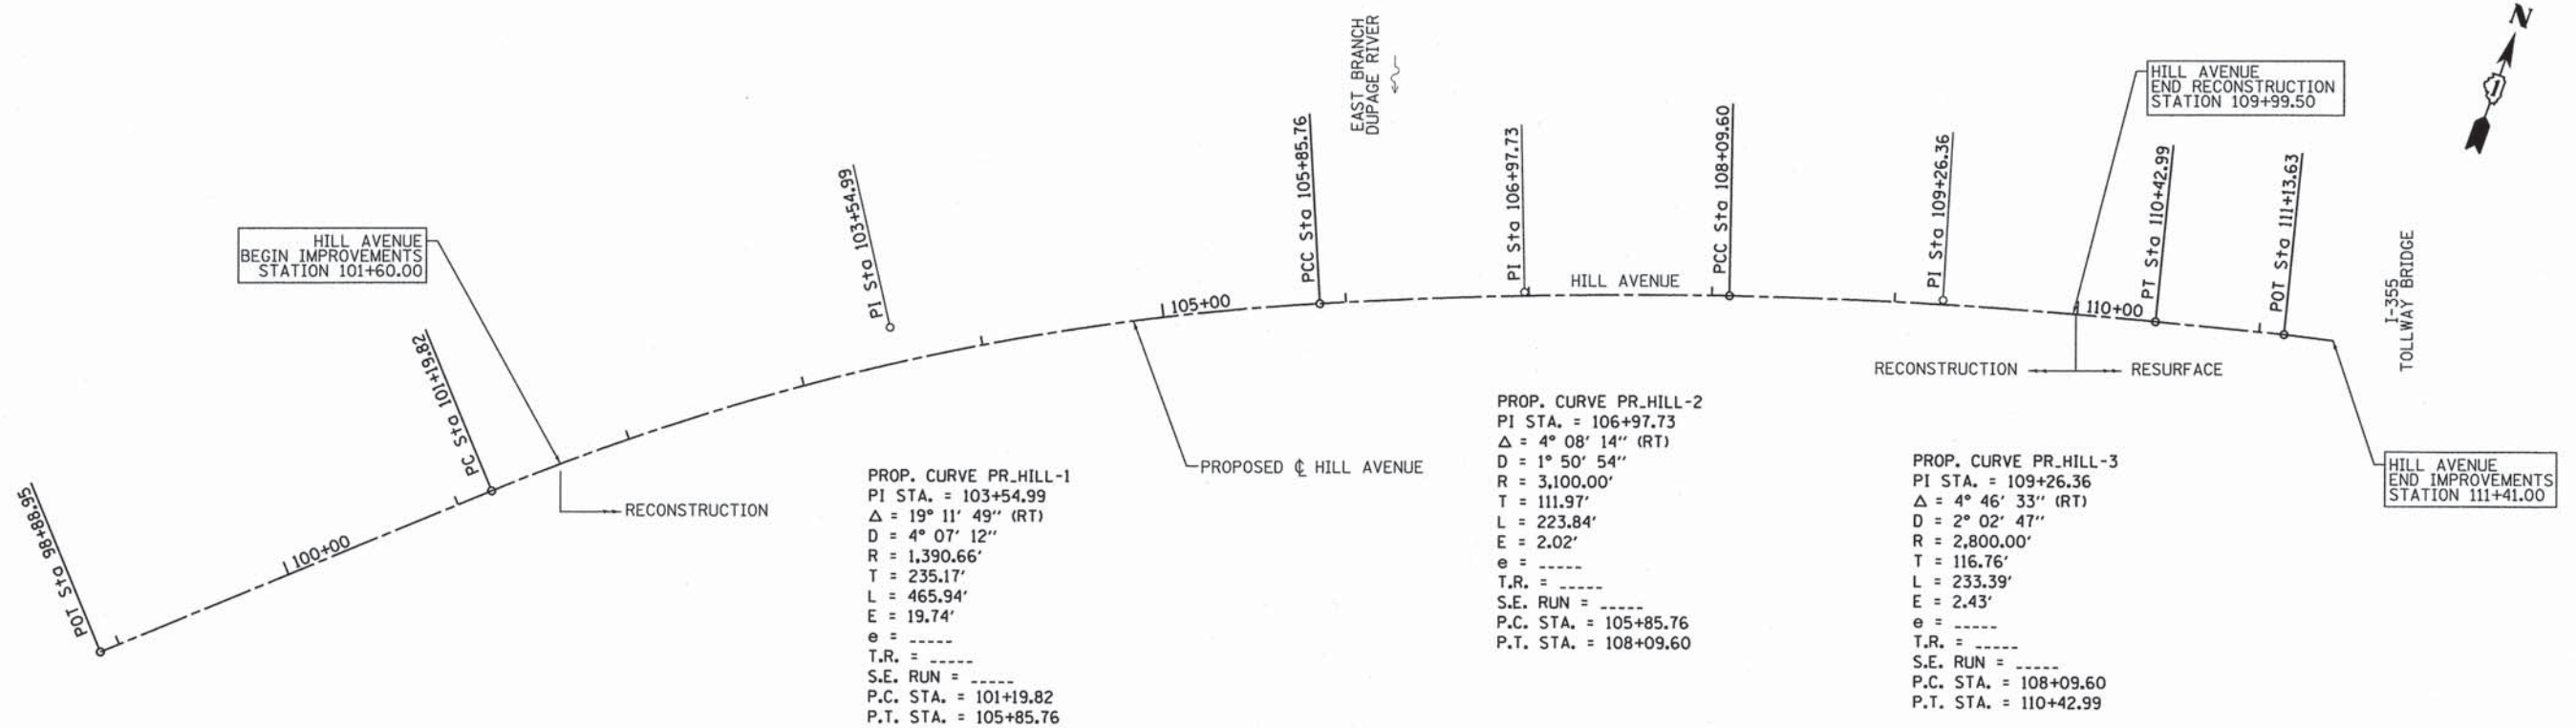 EAST BRANCH
DUPAGE RIVER
N
1
HILL AVENUE
END RECONSTRUCTION
STATION 109+99.50
HILL AVENUE
BEGIN IMPROVEMENTS
STATION 101+60.00
POT Sta 98+88.95
100+00
PC Sta 101+19.82
PI Sta 103+54.99
105+00
PCC Sta 105+85.76
PI Sta 106+97.73
HILL AVENUE
PCC Sta 108+09.60
PI Sta 109+26.36
110+00
PT Sta 110+42.99
POT Sta 111+13.63
I-355
TOLLWAY BRIDGE
RECONSTRUCTION
RESURFACE
RECONSTRUCTION
PROPOSED ℄ HILL AVENUE
HILL AVENUE
END IMPROVEMENTS
STATION 111+41.00
PROP. CURVE PR_HILL-1
PI STA. = 103+54.99
Δ = 19° 11' 49" (RT)
D = 4° 07' 12"
R = 1,390.66'
T = 235.17'
L = 465.94'
E = 19.74'
e = -----
T.R. = -----
S.E. RUN = -----
P.C. STA. = 101+19.82
P.T. STA. = 105+85.76
PROP. CURVE PR_HILL-2
PI STA. = 106+97.73
Δ = 4° 08' 14" (RT)
D = 1° 50' 54"
R = 3,100.00'
T = 111.97'
L = 223.84'
E = 2.02'
e = -----
T.R. = -----
S.E. RUN = -----
P.C. STA. = 105+85.76
P.T. STA. = 108+09.60
PROP. CURVE PR_HILL-3
PI STA. = 109+26.36
Δ = 4° 46' 33" (RT)
D = 2° 02' 47"
R = 2,800.00'
T = 116.76'
L = 233.39'
E = 2.43'
e = -----
T.R. = -----
S.E. RUN = -----
P.C. STA. = 108+09.60
P.T. STA. = 110+42.99